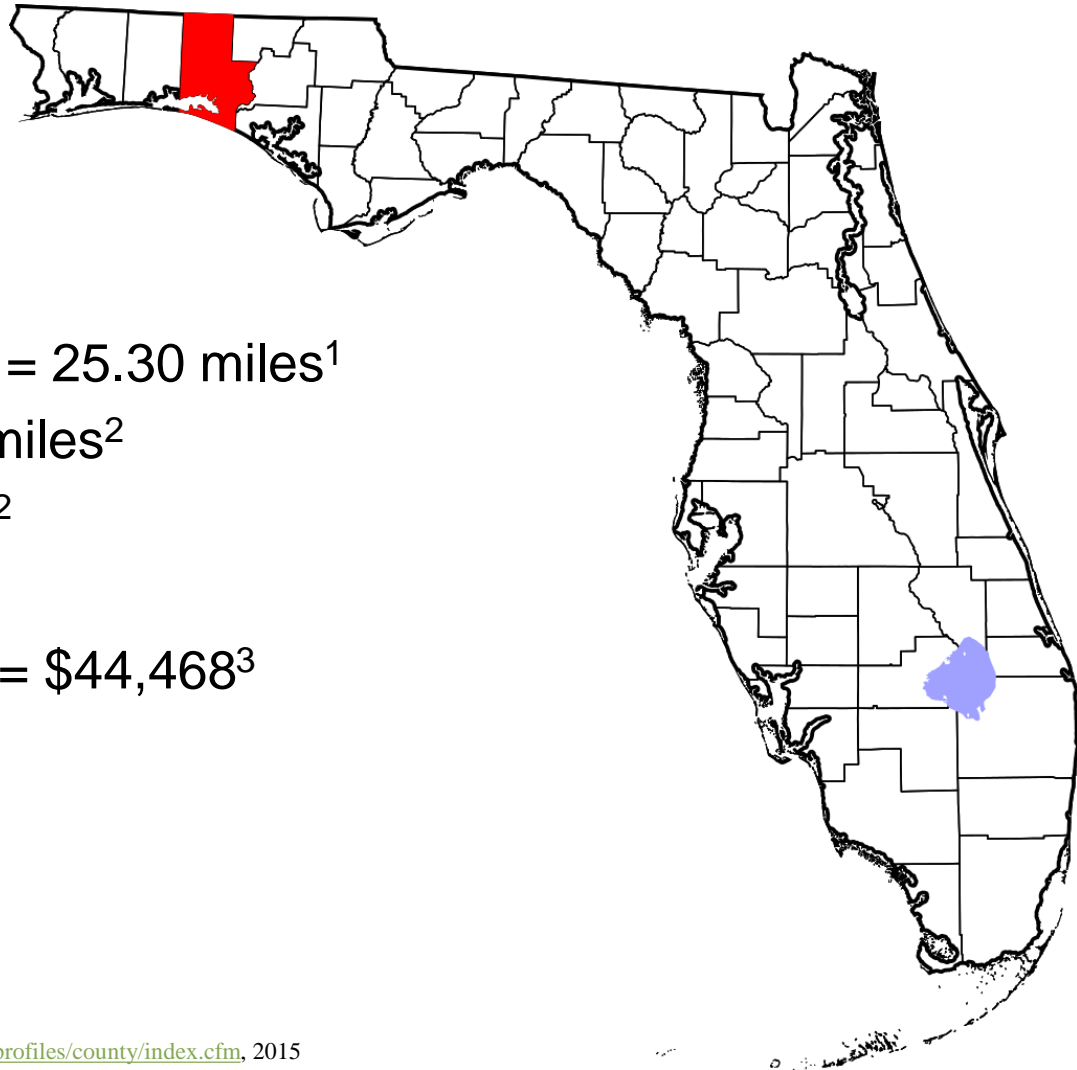 = 25.30 miles¹
miles²
2
= $44,468³
profiles/county/index.cfm, 2015